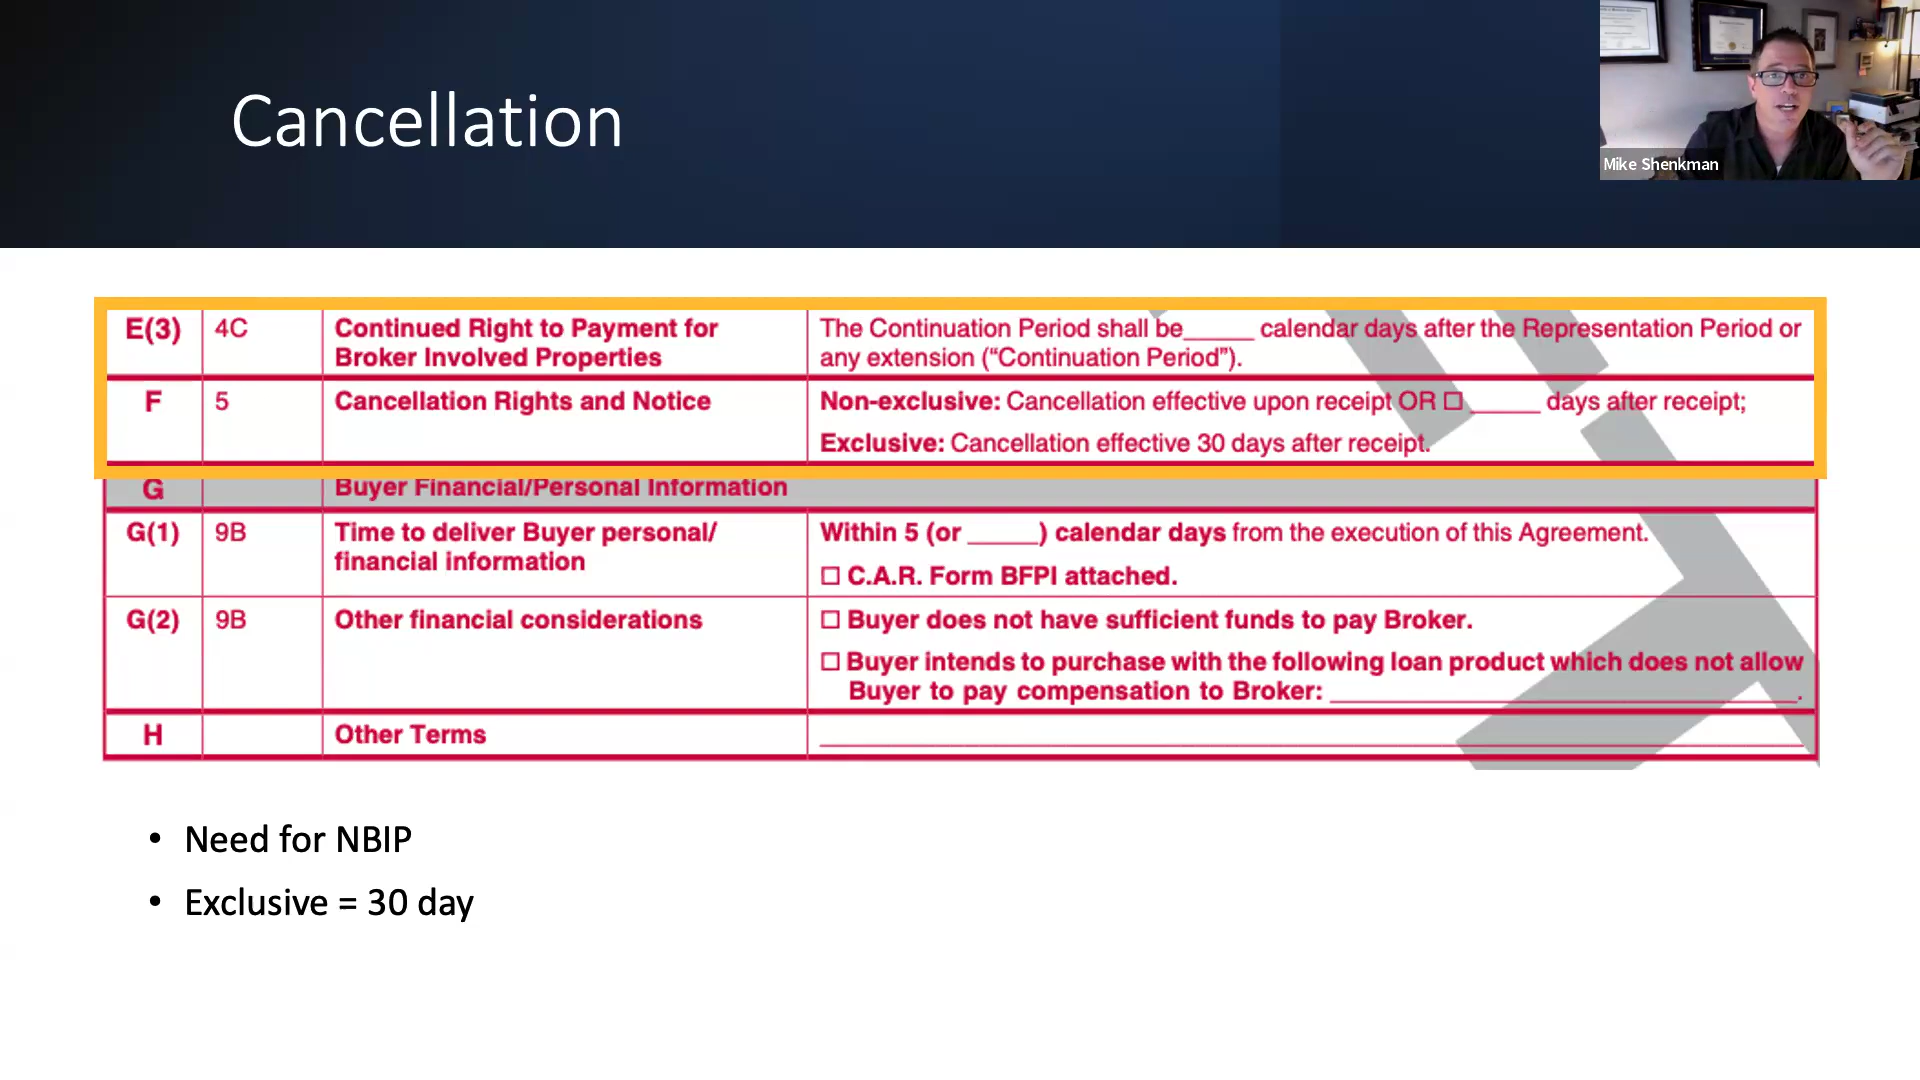 Cancellation
Mike Shenkman
E(3) 4C Continued Right to Payment for The Continuation Period shall be_____ calendar days after the Representation Period or
Broker Involved Properties any extension (“Continuation Period”).
F 5 Cancellation Rights and Notice Non-exclusive: Cancellation effective upon receipt OR ☐ _____ days after receipt;
Exclusive: Cancellation effective 30 days after receipt.
G Buyer Financial/Personal Information
G(1) 9B Time to deliver Buyer personal/ Within 5 (or _____) calendar days from the execution of this Agreement.
financial information
☐ C.A.R. Form BFPI attached.
G(2) 9B Other financial considerations ☐ Buyer does not have sufficient funds to pay Broker.
☐ Buyer intends to purchase with the following loan product which does not allow
Buyer to pay compensation to Broker: ___________________________________.
H Other Terms ___________________________________
• Need for NBIP
• Exclusive = 30 day